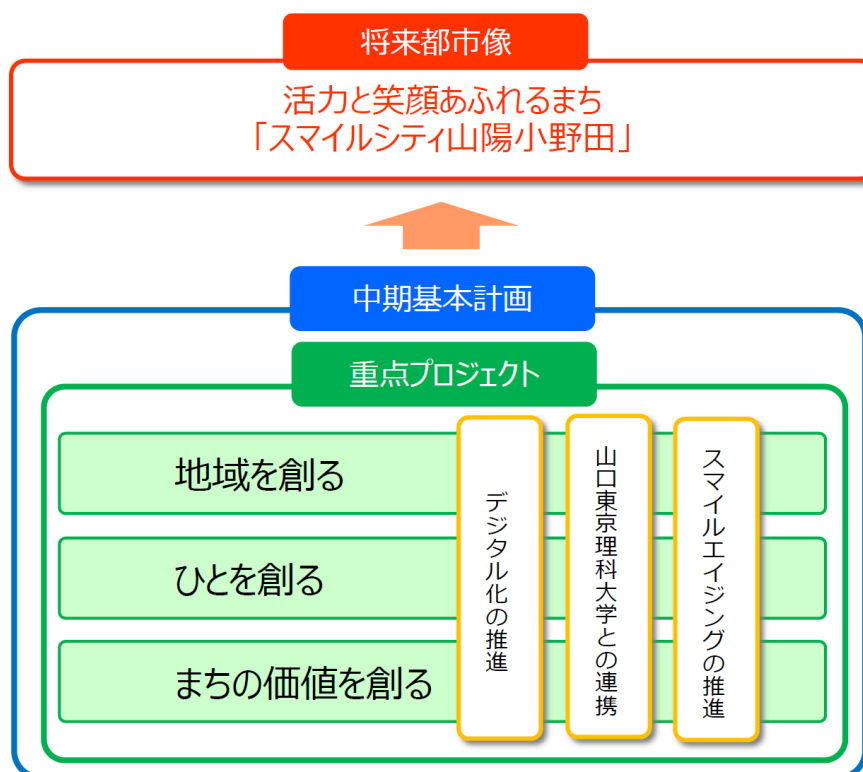 将来都市像
活力と笑顔あふれるまち
「スマイルシティ山陽小野田」
中期基本計画
重点プロジェクト
地域を創る
ひとを創る
まちの価値を創る
デジタル化の推進
山口東京理科大学との連携
スマイルエイジングの推進